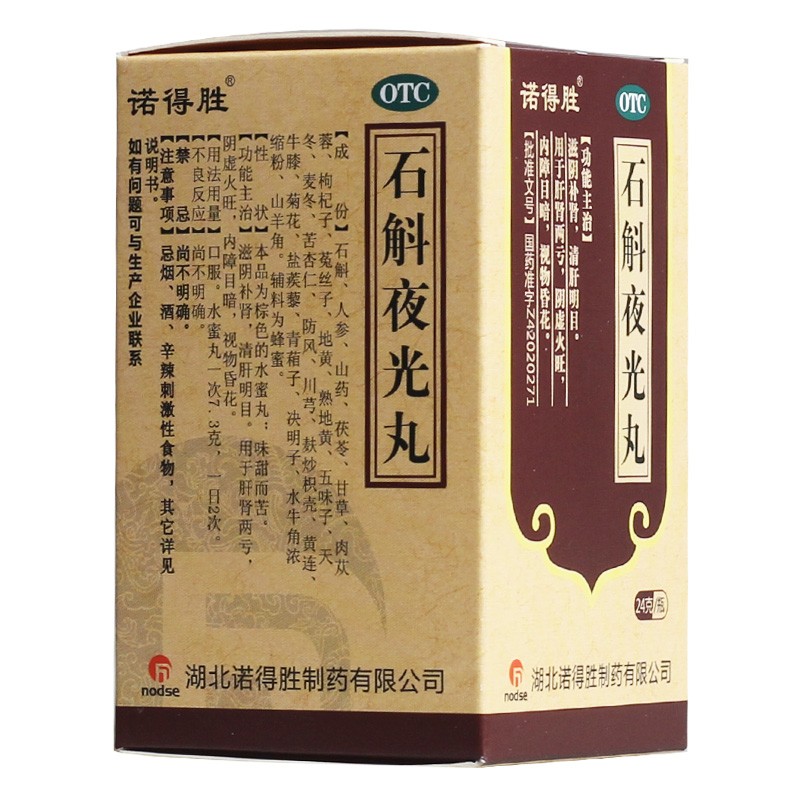 诺得胜®
OTC
石斛夜光丸
【成份】石斛、人参、山药、茯苓、甘草、肉苁
蓉、枸杞子、菟丝子、地黄、熟地黄、五味子、天
冬、麦冬、苦杏仁、防风、川芎、麸炒枳壳、黄连、
牛膝、菊花、盐蒺藜、青葙子、决明子、水牛角浓
缩粉、山羊角。辅料为蜂蜜。
【性状】本品为棕色的水蜜丸；味甜而苦。
【功能主治】滋阴补肾，清肝明目。用于肝肾两亏，
阴虚火旺，内障目暗，视物昏花。
【用法用量】口服。水蜜丸一次7.3克，一日2次。
【不良反应】尚不明确。
【禁忌】尚不明确。
【注意事项】忌烟、酒、辛辣刺激性食物，其它详见
说明书。
如有问题可与生产企业联系
nodse
湖北诺得胜制药有限公司
诺得胜®
OTC
石斛夜光丸
【功能主治】
滋阴补肾，清肝明目。
用于肝肾两亏，阴虚火旺，
内障目暗，视物昏花。
【批准文号】国药准字Z42020271
24克/瓶
nodse
湖北诺得胜制药有限公司